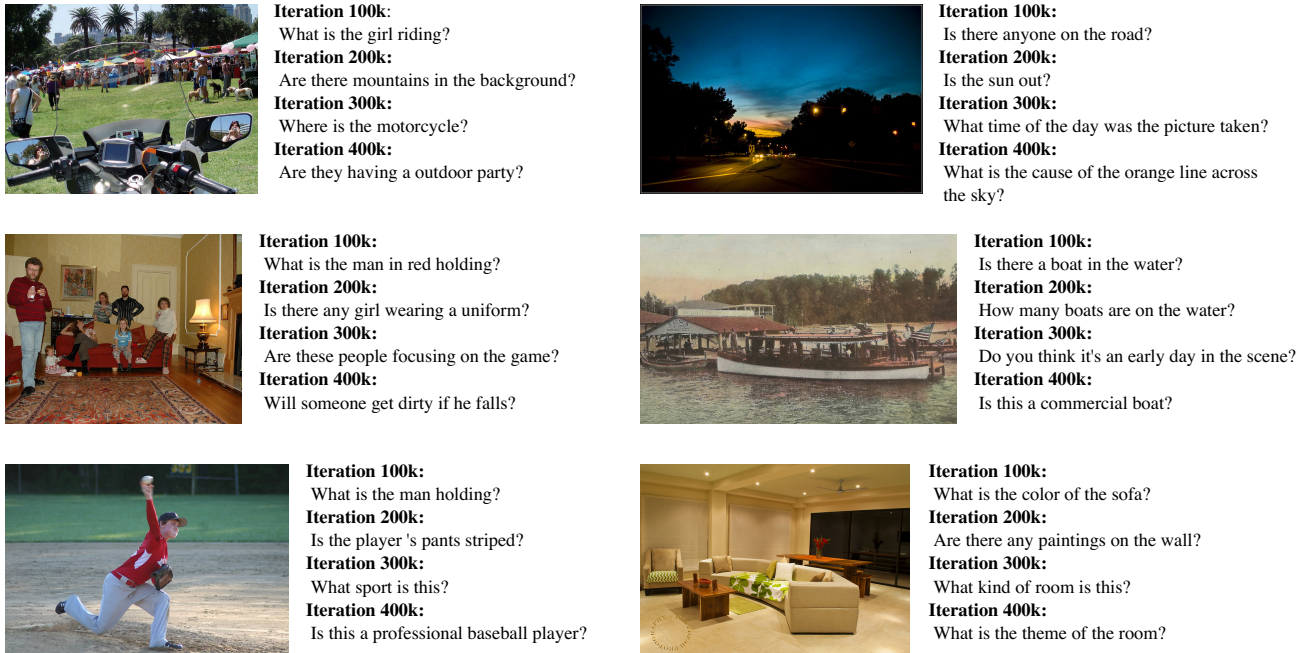 Iteration 100k:
What is the girl riding?
Iteration 200k:
Are there mountains in the background?
Iteration 300k:
Where is the motorcycle?
Iteration 400k:
Are they having a outdoor party?
Iteration 100k:
Is there anyone on the road?
Iteration 200k:
Is the sun out?
Iteration 300k:
What time of the day was the picture taken?
Iteration 400k:
What is the cause of the orange line across
the sky?
Iteration 100k:
What is the man in red holding?
Iteration 200k:
Is there any girl wearing a uniform?
Iteration 300k:
Are these people focusing on the game?
Iteration 400k:
Will someone get dirty if he falls?
Iteration 100k:
Is there a boat in the water?
Iteration 200k:
How many boats are on the water?
Iteration 300k:
Do you think it's an early day in the scene?
Iteration 400k:
Is this a commercial boat?
Iteration 100k:
What is the man holding?
Iteration 200k:
Is the player 's pants striped?
Iteration 300k:
What sport is this?
Iteration 400k:
Is this a professional baseball player?
Iteration 100k:
What is the color of the sofa?
Iteration 200k:
Are there any paintings on the wall?
Iteration 300k:
What kind of room is this?
Iteration 400k:
What is the theme of the room?